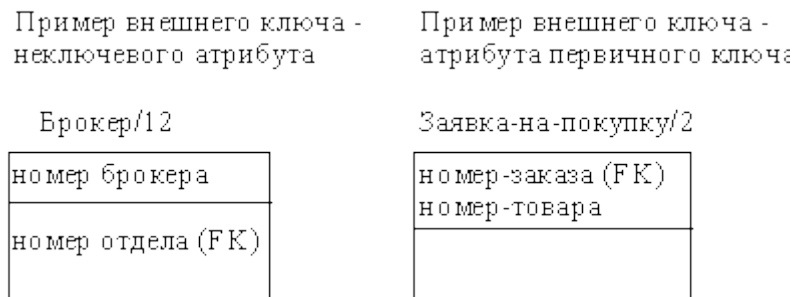 Пример внешнего ключа -
неключевого атрибута
Пример внешнего ключа -
атрибута первичного ключа
Брокер/12
номер брокера
номер отдела (FK)
Заявка-на-покупку/2
номер-заказа (FK)
номер-товара